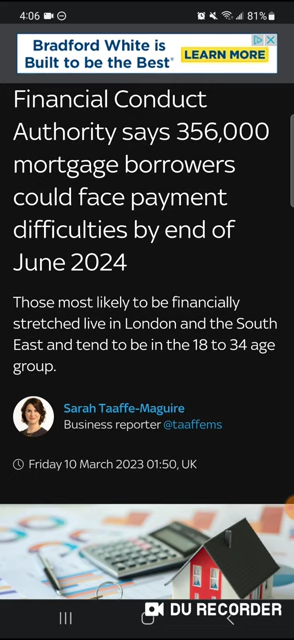 4:06 81%
Bradford White is
Built to be the Best®
LEARN MORE
Financial Conduct
Authority says 356,000
mortgage borrowers
could face payment
difficulties by end of
June 2024
Those most likely to be financially
stretched live in London and the South
East and tend to be in the 18 to 34 age
group.
Sarah Taaffe-Maguire
Business reporter @taaffems
Friday 10 March 2023 01:50, UK
DU RECORDER